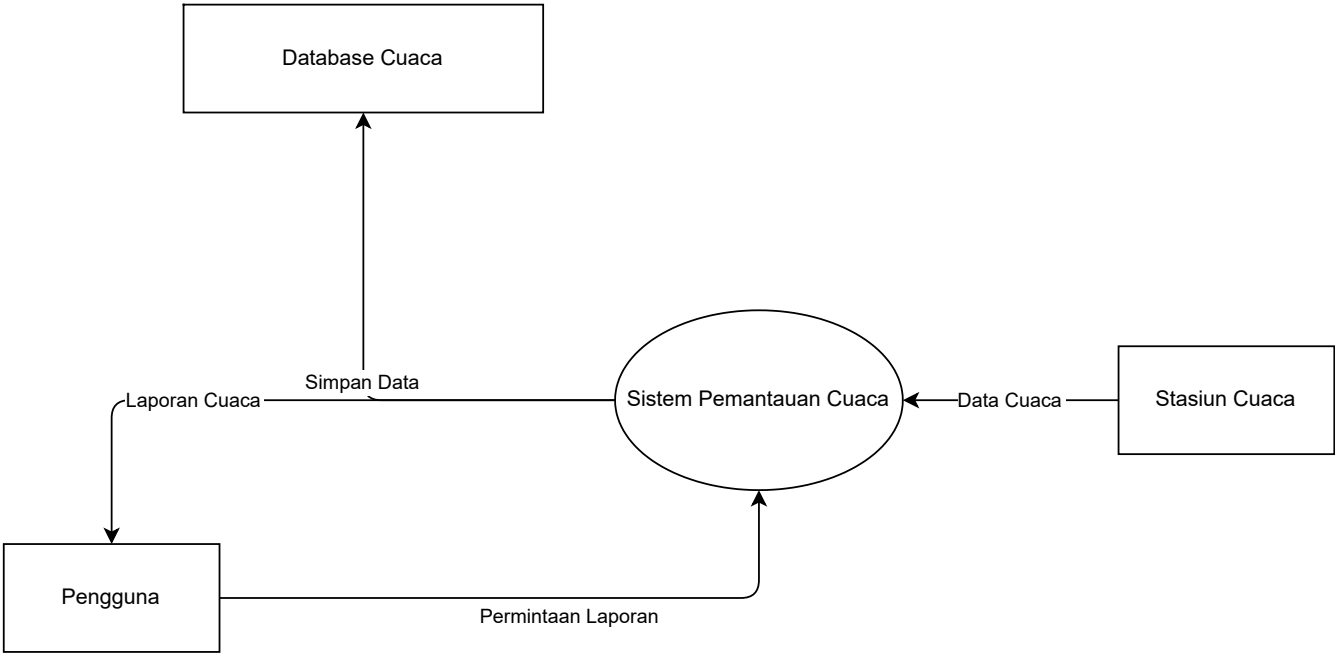 Database Cuaca
Simpan Data
Laporan Cuaca
Sistem Pemantauan Cuaca
Data Cuaca
Stasiun Cuaca
Pengguna
Permintaan Laporan